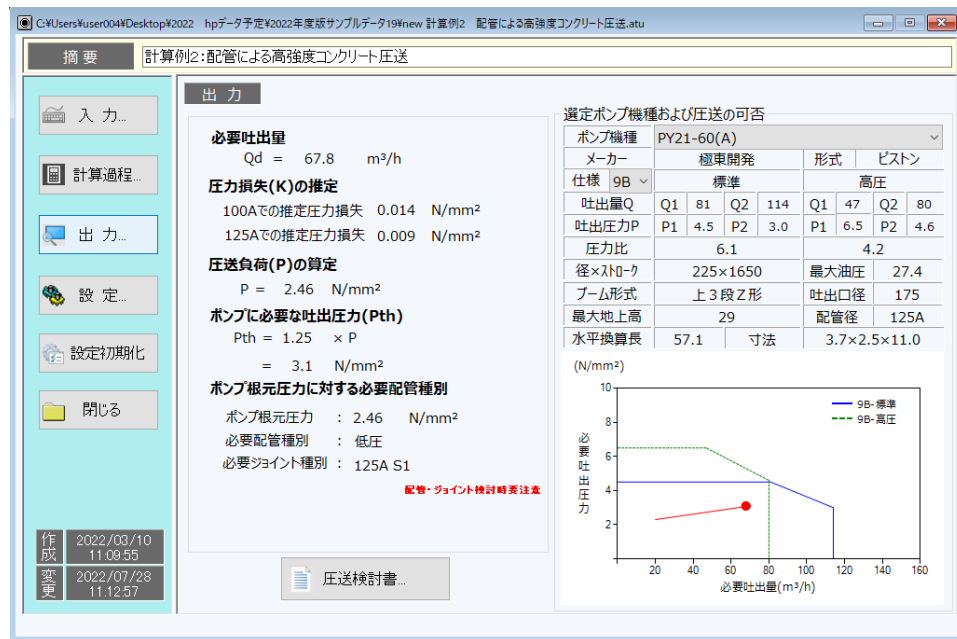 C:¥Users¥user004¥Desktop¥2022 hpデータ予定¥2022年度版サンプルデータ19¥new 計算例2 配管による高強度コンクリート圧送.atu
摘 要
計算例2:配管による高強度コンクリート圧送
入 力...
計算過程...
出 力...
設 定...
設定初期化
閉じる
作成 2022/03/10 11:09:55
変更 2022/07/28 11:12:57
出 力
必要吐出量
Qd = 67.8 m³/h
圧力損失(K)の推定
100Aでの推定圧力損失 0.014 N/mm²
125Aでの推定圧力損失 0.009 N/mm²
圧送負荷(P)の算定
P = 2.46 N/mm²
ポンプに必要な吐出圧力(Pth)
Pth = 1.25 × P
= 3.1 N/mm²
ポンプ根元圧力に対する必要配管種別
ポンプ根元圧力 : 2.46 N/mm²
必要配管種別 : 低圧
必要ジョイント種別 : 125A S1
配管・ジョイント検討時要注意
圧送検討書...
選定ポンプ機種および圧送の可否
ポンプ機種 PY21-60(A)
メーカー 極東開発 形式 ピストン
仕様 9B 標準 高圧
吐出量Q Q1 81 Q2 114 Q1 47 Q2 80
吐出圧力P P1 4.5 P2 3.0 P1 6.5 P2 4.6
圧力比 6.1 4.2
径×ストローク 225×1650 最大油圧 27.4
ブーム形式 上3段Z形 吐出口径 175
最大地上高 29 配管径 125A
水平換算長 57.1 寸法 3.7×2.5×11.0
(N/mm²)
10
8
6
4
2
必要吐出圧力
9B-標準
9B-高圧
20 40 60 80 100 120 140 160
必要吐出量(m³/h)